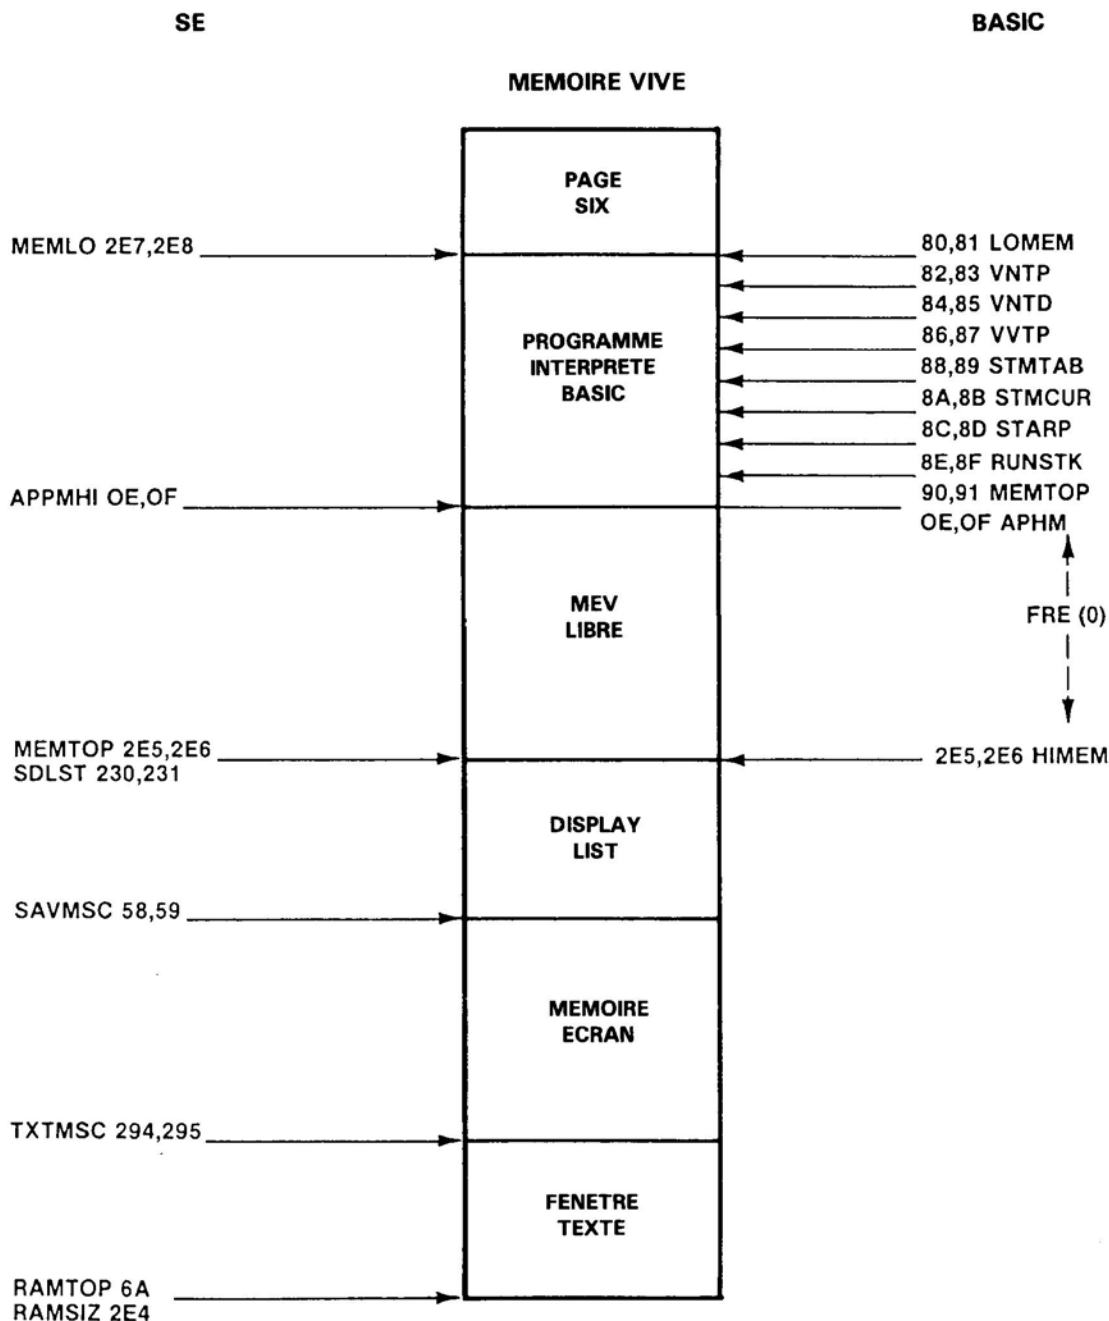 SE
BASIC
MEMOIRE VIVE
PAGE
SIX
MEMLO 2E7,2E8
80,81 LOMEM
82,83 VNTP
84,85 VNTD
86,87 VVTP
88,89 STMTAB
8A,8B STMCUR
8C,8D STARP
8E,8F RUNSTK
90,91 MEMTOP
OE,OF APHM
PROGRAMME
INTERPRETE
BASIC
APPMHI OE,OF
MEV
LIBRE
FRE (0)
MEMTOP 2E5,2E6
SDLST 230,231
2E5,2E6 HIMEM
DISPLAY
LIST
SAVMSC 58,59
MEMOIRE
ECRAN
TXTMSC 294,295
FENETRE
TEXTE
RAMTOP 6A
RAMSIZ 2E4